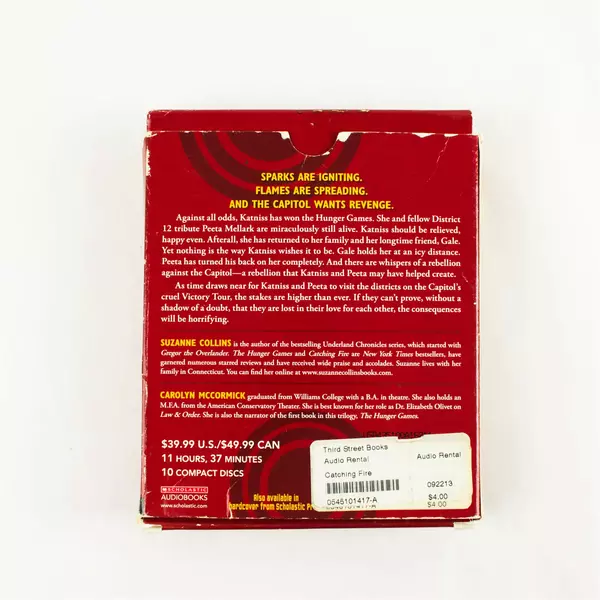 SPARKS ARE IGNITING.
FLAMES ARE SPREADING.
AND THE CAPITOL WANTS REVENGE.
Against all odds, Katniss has won the Hunger Games. She and fellow District
12 tribute Peeta Mellark are miraculously still alive. Katniss should be relieved,
happy even. Afterall, she has returned to her family and her longtime friend, Gale.
Yet nothing is the way Katniss wishes it to be. Gale holds her at an icy distance.
Peeta has turned his back on her completely. And there are whispers of a rebellion
against the Capitol—a rebellion that Katniss and Peeta may have helped create.
As time draws near for Katniss and Peeta to visit the districts on the Capitol's
cruel Victory Tour, the stakes are higher than ever. If they can't prove, without a
shadow of a doubt, that they are lost in their love for each other, the consequences
will be horrifying.
SUZANNE COLLINS is the author of the bestselling Underland Chronicles series, which started with
Gregor the Overlander. The Hunger Games and Catching Fire are New York Times bestsellers, have
garnered numerous starred reviews and have received wide praise and accolades. Suzanne lives with her
family in Connecticut. You can find her online at www.suzannecollinsbooks.com.
CAROLYN MCCORMICK graduated from Williams College with a B.A. in theatre. She also holds an
M.F.A. from the American Conservatory Theater. She is best known for her role as Dr. Elizabeth Olivet on
Law & Order. She is also the narrator of the first book in this trilogy, The Hunger Games.
$39.99 U.S./$49.99 CAN
11 HOURS, 37 MINUTES
10 COMPACT DISCS
SCHOLASTIC
AUDIOBOOKS
www.scholastic.com
Also available in
hardcover from Scholastic Pr
Third Street Books
Audio Rental
Audio Rental
Catching Fire
092213
0645101417-A
$4.00
$4.00